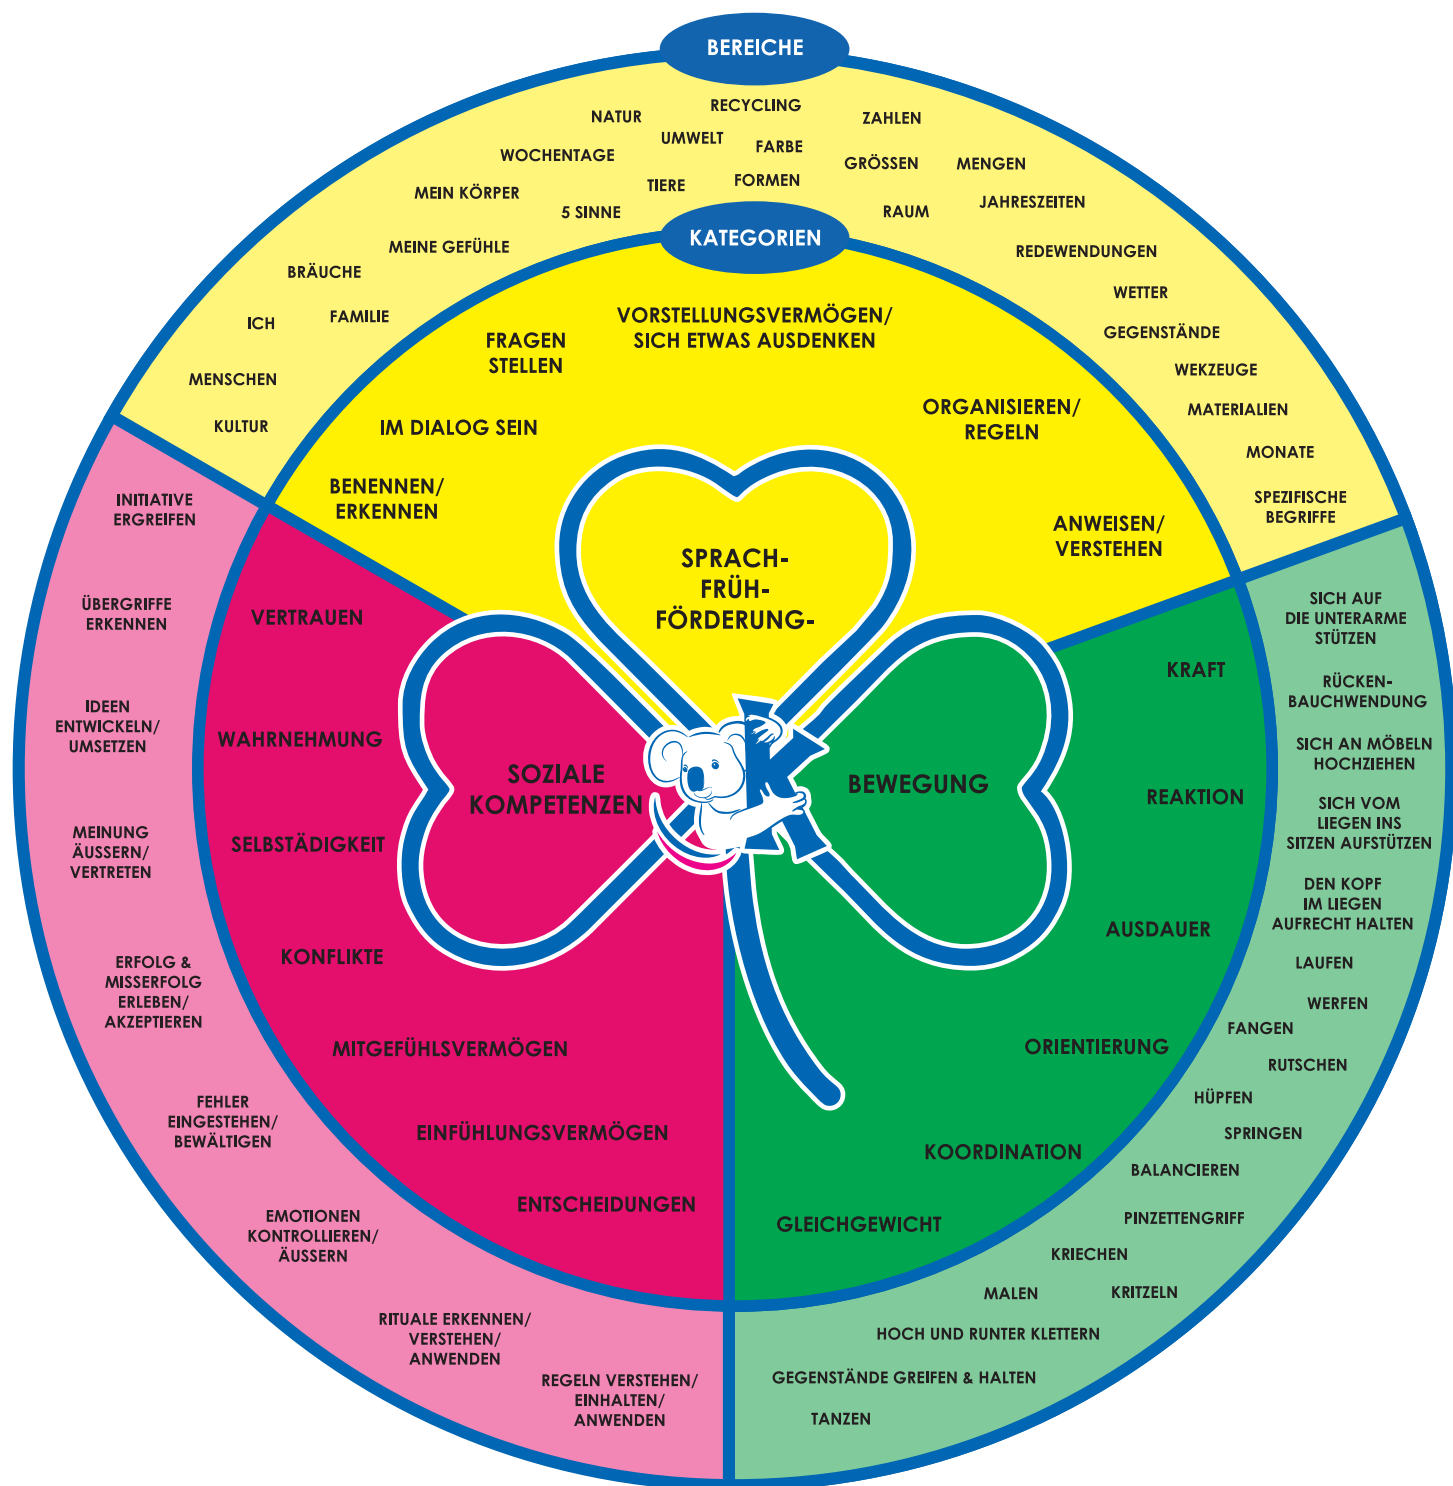 BEREICHE
NATUR
RECYCLING
ZAHLEN
WOCHENTAGE
UMWELT
FARBE
GRÖSSEN
MENGEN
MEIN KÖRPER
TIERE
FORMEN
JAHRESZEITEN
5 SINNE
RAUM
MEINE GEFÜHLE
REDEWENDUNGEN
BRÄUCHE
WETTER
ICH
FAMILIE
GEGENSTÄNDE
MENSCHEN
WEKZEUGE
KULTUR
MATERIALIEN
MONATE
SPEZIFISCHE
BEGRIFFE
KATEGORIEN
VORSTELLUNGSVERMÖGEN/
SICH ETWAS AUSDENKEN
FRAGEN
STELLEN
IM DIALOG SEIN
BENENNEN/
ERKENNEN
ORGANISIEREN/
REGELN
ANWEISEN/
VERSTEHEN
SPRACH-
FRÜH-
FÖRDERUNG-
SOZIALE
KOMPETENZEN
BEWEGUNG
K
INITIATIVE
ERGREIFEN
ÜBERGRIFFE
ERKENNEN
IDEEN
ENTWICKELN/
UMSETZEN
MEINUNG
ÄUSSERN/
VERTRETEN
ERFOLG &
MISSERFOLG
ERLEBEN/
AKZEPTIEREN
FEHLER
EINGESTEHEN/
BEWÄLTIGEN
EMOTIONEN
KONTROLLIEREN/
ÄUSSERN
RITUALE ERKENNEN/
VERSTEHEN/
ANWENDEN
REGELN VERSTEHEN/
EINHALTEN/
ANWENDEN
VERTRAUEN
WAHRNEHMUNG
SELBSTÄDIGKEIT
KONFLIKTE
MITGEFÜHLSVERMÖGEN
EINFÜHLUNGSVERMÖGEN
ENTSCHEIDUNGEN
KRAFT
REAKTION
AUSDAUER
ORIENTIERUNG
KOORDINATION
GLEICHGEWICHT
SICH AUF
DIE UNTERARME
STÜTZEN
RÜCKEN-
BAUCHWENDUNG
SICH AN MÖBELN
HOCHZIEHEN
SICH VOM
LIEGEN INS
SITZEN AUFSTÜTZEN
DEN KOPF
IM LIEGEN
AUFRECHT HALTEN
LAUFEN
WERFEN
FANGEN
RUTSCHEN
HÜPFEN
SPRINGEN
BALANCIEREN
PINZETTENGRIFF
KRIECHEN
MALEN
KRITZELN
HOCH UND RUNTER KLETTERN
GEGENSTÄNDE GREIFEN & HALTEN
TANZEN